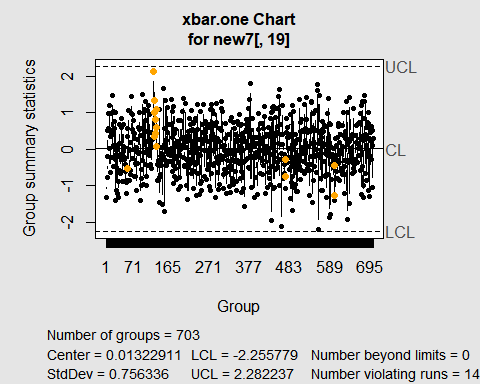 xbar.one Chart
for new7[, 19]
Group summary statistics
2
1
0
-1
-2
UCL
CL
LCL
1 71 165 271 377 483 589 695
Group
Number of groups = 703
Center = 0.01322911 LCL = -2.255779 Number beyond limits = 0
StdDev = 0.756336 UCL = 2.282237 Number violating runs = 14